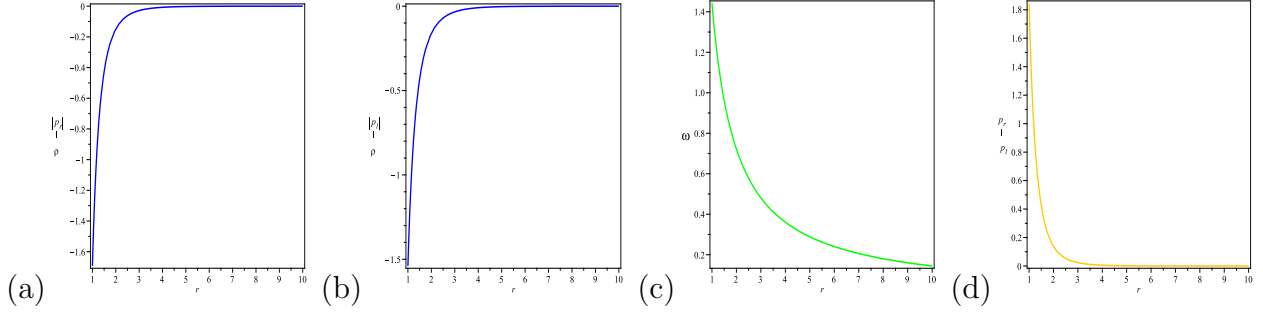 (a)
0
−0.2
−0.4
−0.6
−0.8
−1
−1.2
−1.4
−1.6
|p_r|
−
ρ
1 2 3 4 5 6 7 8 9 10
r
(b)
0
−0.5
−1
−1.5
|p_l|
−
ρ
1 2 3 4 5 6 7 8 9 10
r
(c)
1.4
1.2
1.0
0.8
0.6
0.4
0.2
ω
1 2 3 4 5 6 7 8 9 10
r
(d)
1.8
1.6
1.4
1.2
1
0.8
0.6
0.4
0.2
0
p_r
−
p_l
1 2 3 4 5 6 7 8 9 10
r